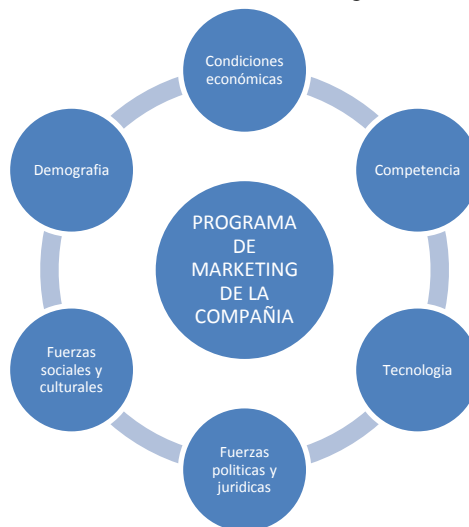 Condiciones
económicas
Demografia
Competencia
PROGRAMA
DE
MARKETING
DE LA
COMPAÑIA
Fuerzas
sociales y
culturales
Tecnologia
Fuerzas
politicas y
juridicas